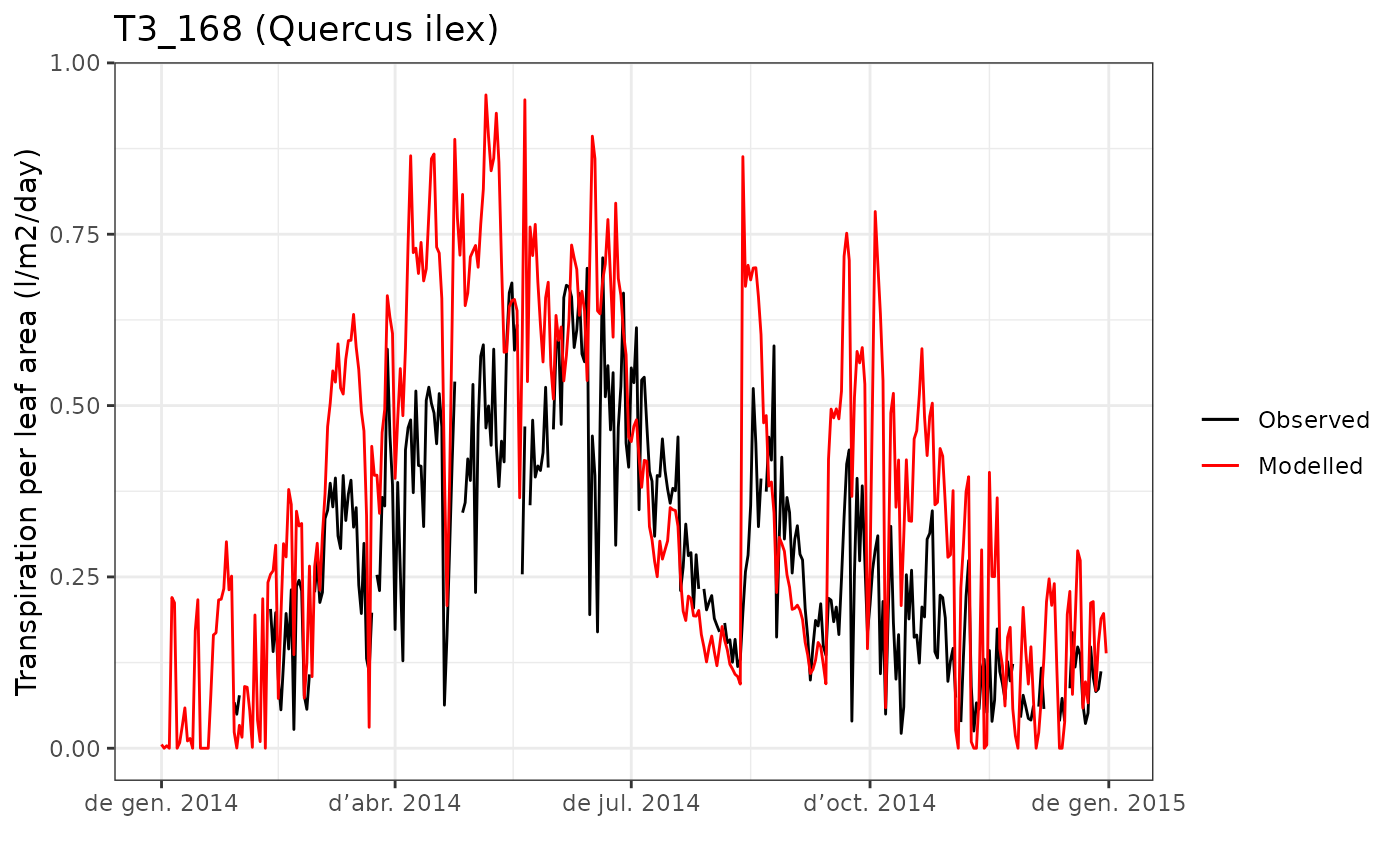 T3_168 (Quercus ilex)
Transpiration per leaf area (l/m2/day)
1.00
0.75
0.50
0.25
0.00
de gen. 2014
d’abr. 2014
de jul. 2014
d’oct. 2014
de gen. 2015
Observed
Modelled